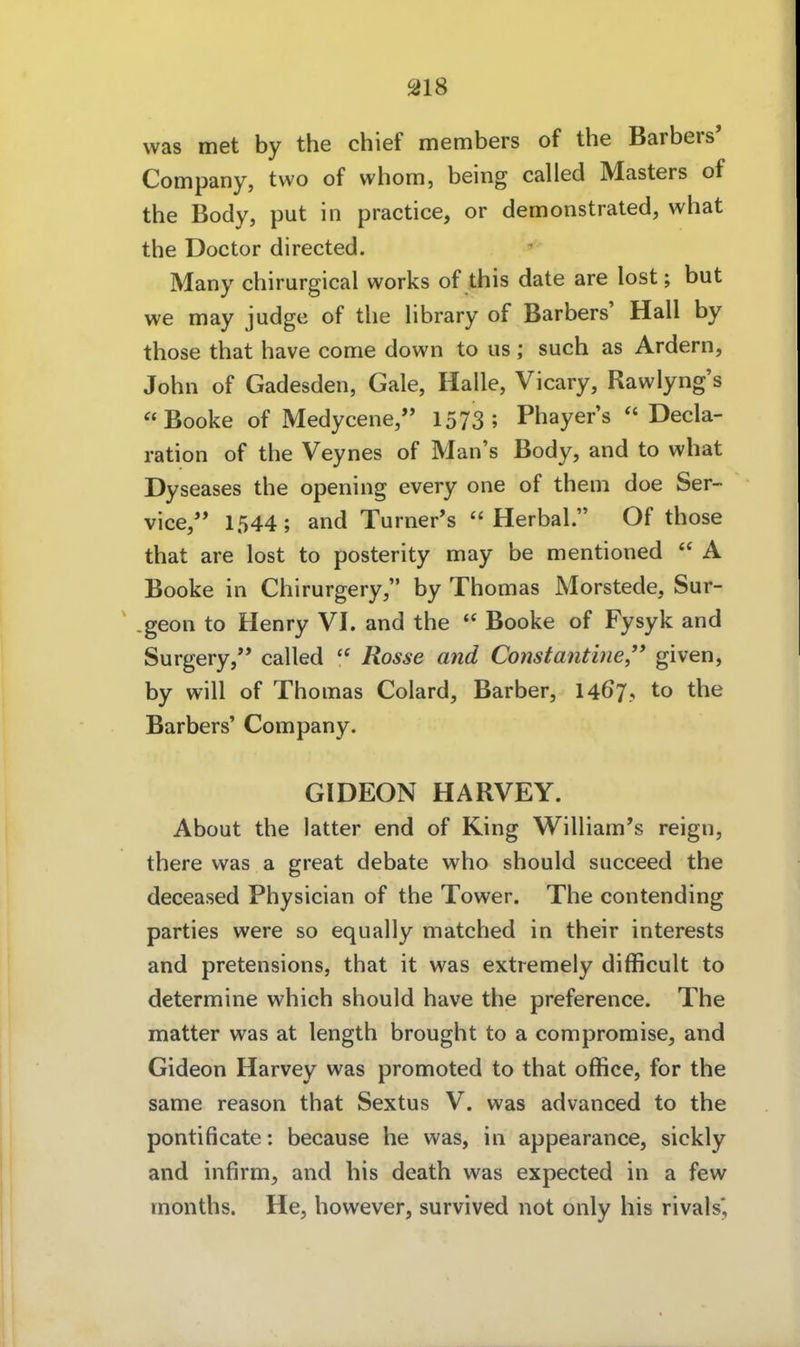 218
was met by the chief members of the Barbers’
Company, two of whom, being called Masters of
the Body, put in practice, or demonstrated, what
the Doctor directed.
Many chirurgical works of this date are lost; but
we may judge of the library of Barbers’ Hall by
those that have come down to us; such as Ardern,
John of Gadesden, Gale, Halle, Vicary, Rawlyng’s
“Booke of Medycene,” 1573; Phayer’s “Decla-
ration of the Veynes of Man’s Body, and to what
Dyseases the opening every one of them doe Ser-
vice,” 1544; and Turner’s “Herbal.” Of those
that are lost to posterity may be mentioned “A
Booke in Chirurgery,” by Thomas Morstede, Sur-
geon to Henry VI. and the “Booke of Fysyk and
Surgery,” called “Rosse and Constantine,” given,
by will of Thomas Colard, Barber, 1467, to the
Barbers’ Company.
GIDEON HARVEY.
About the latter end of King William’s reign,
there was a great debate who should succeed the
deceased Physician of the Tower. The contending
parties were so equally matched in their interests
and pretensions, that it was extremely difficult to
determine which should have the preference. The
matter was at length brought to a compromise, and
Gideon Harvey was promoted to that office, for the
same reason that Sextus V. was advanced to the
pontificate: because he was, in appearance, sickly
and infirm, and his death was expected in a few
months. He, however, survived not only his rivals,